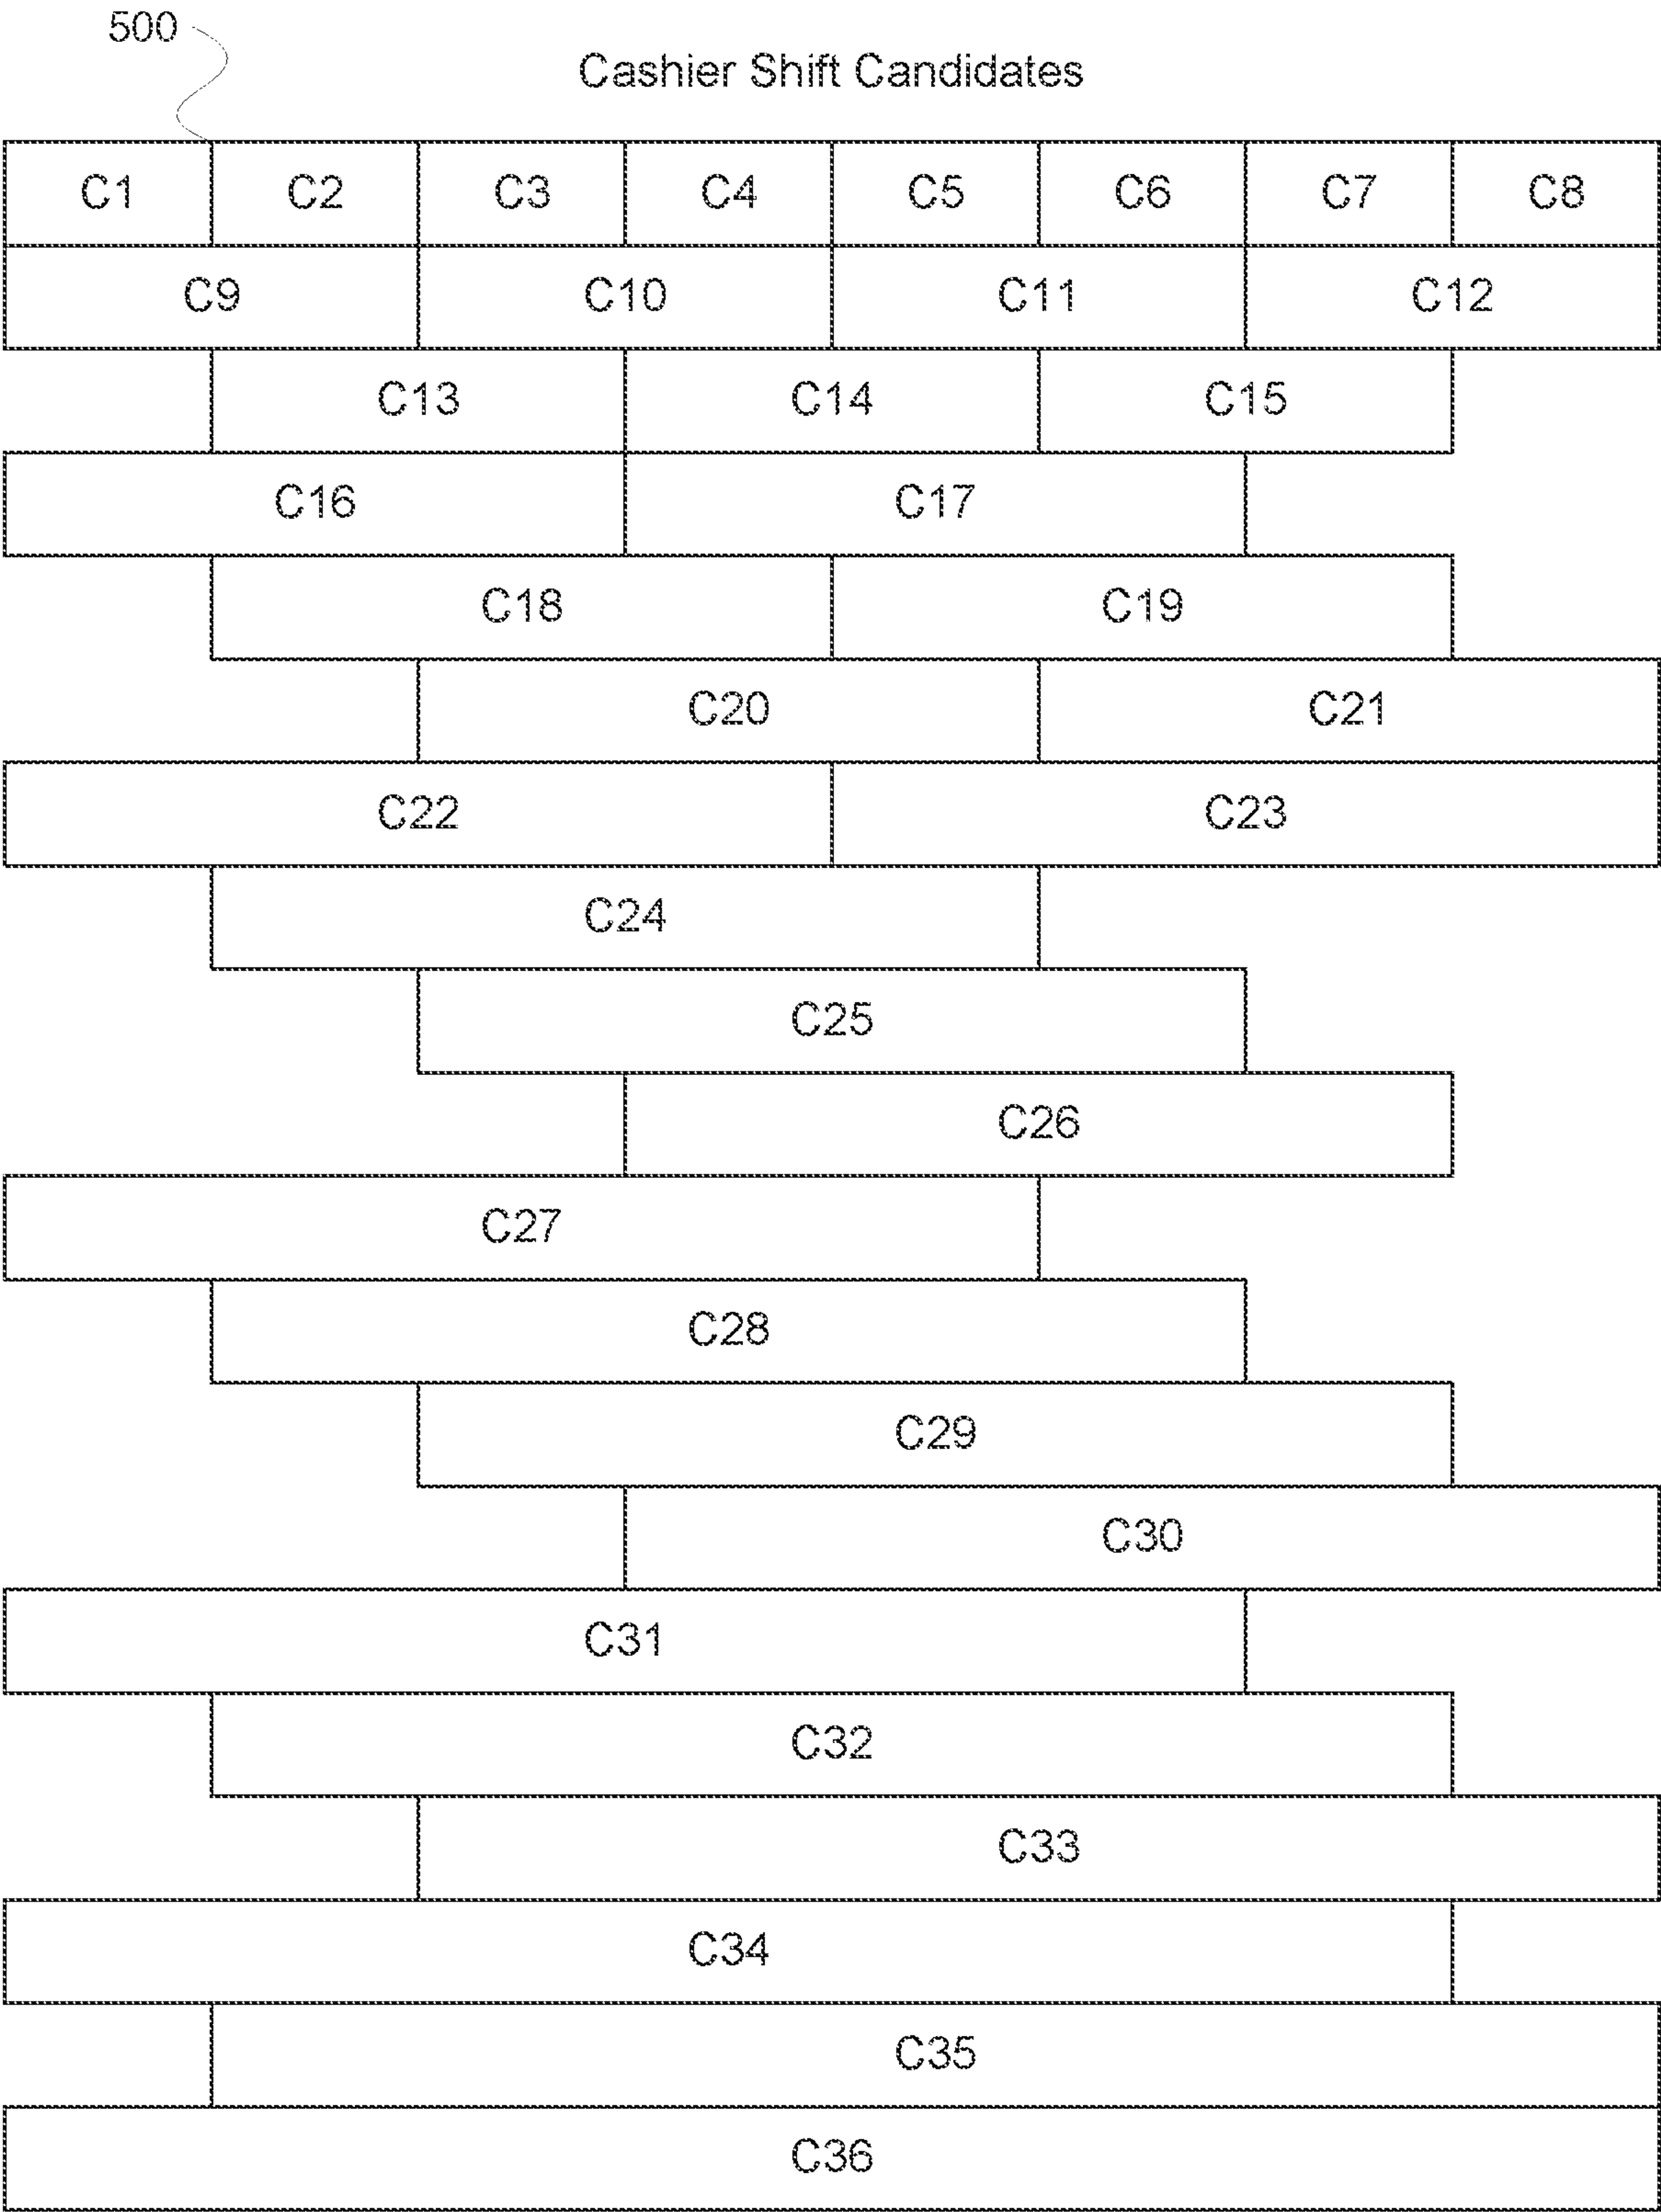 500
Cashier Shift Candidates
C1 C2 C3 C4 C5 C6 C7 C8
C9 C10 C11 C12
C13 C14 C15
C16 C17
C18 C19
C20 C21
C22 C23
C24
C25
C26
C27
C28
C29
C30
C31
C32
C33
C34
C35
C36